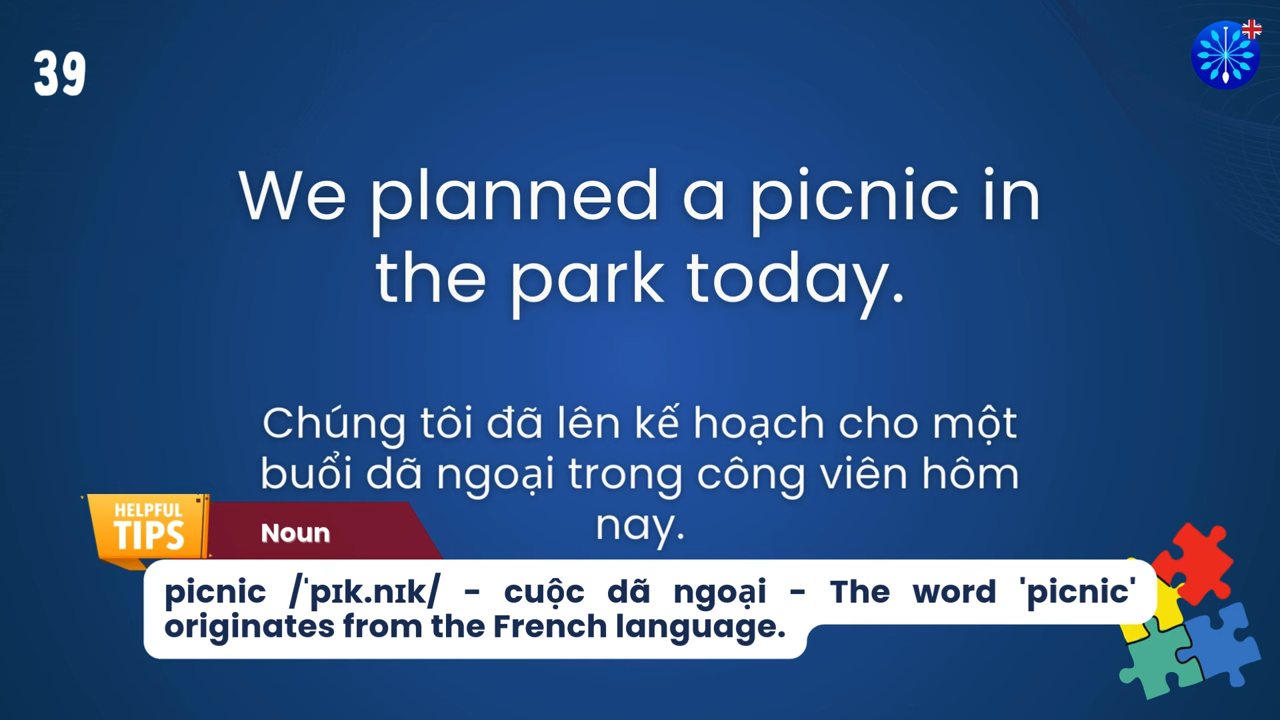 39
We planned a picnic in
the park today.
Chúng tôi đã lên kế hoạch cho một
buổi dã ngoại trong công viên hôm
nay.
HELPFUL
TIPS
Noun
picnic /ˈpɪk.nɪk/ - cuộc dã ngoại - The word 'picnic'
originates from the French language.